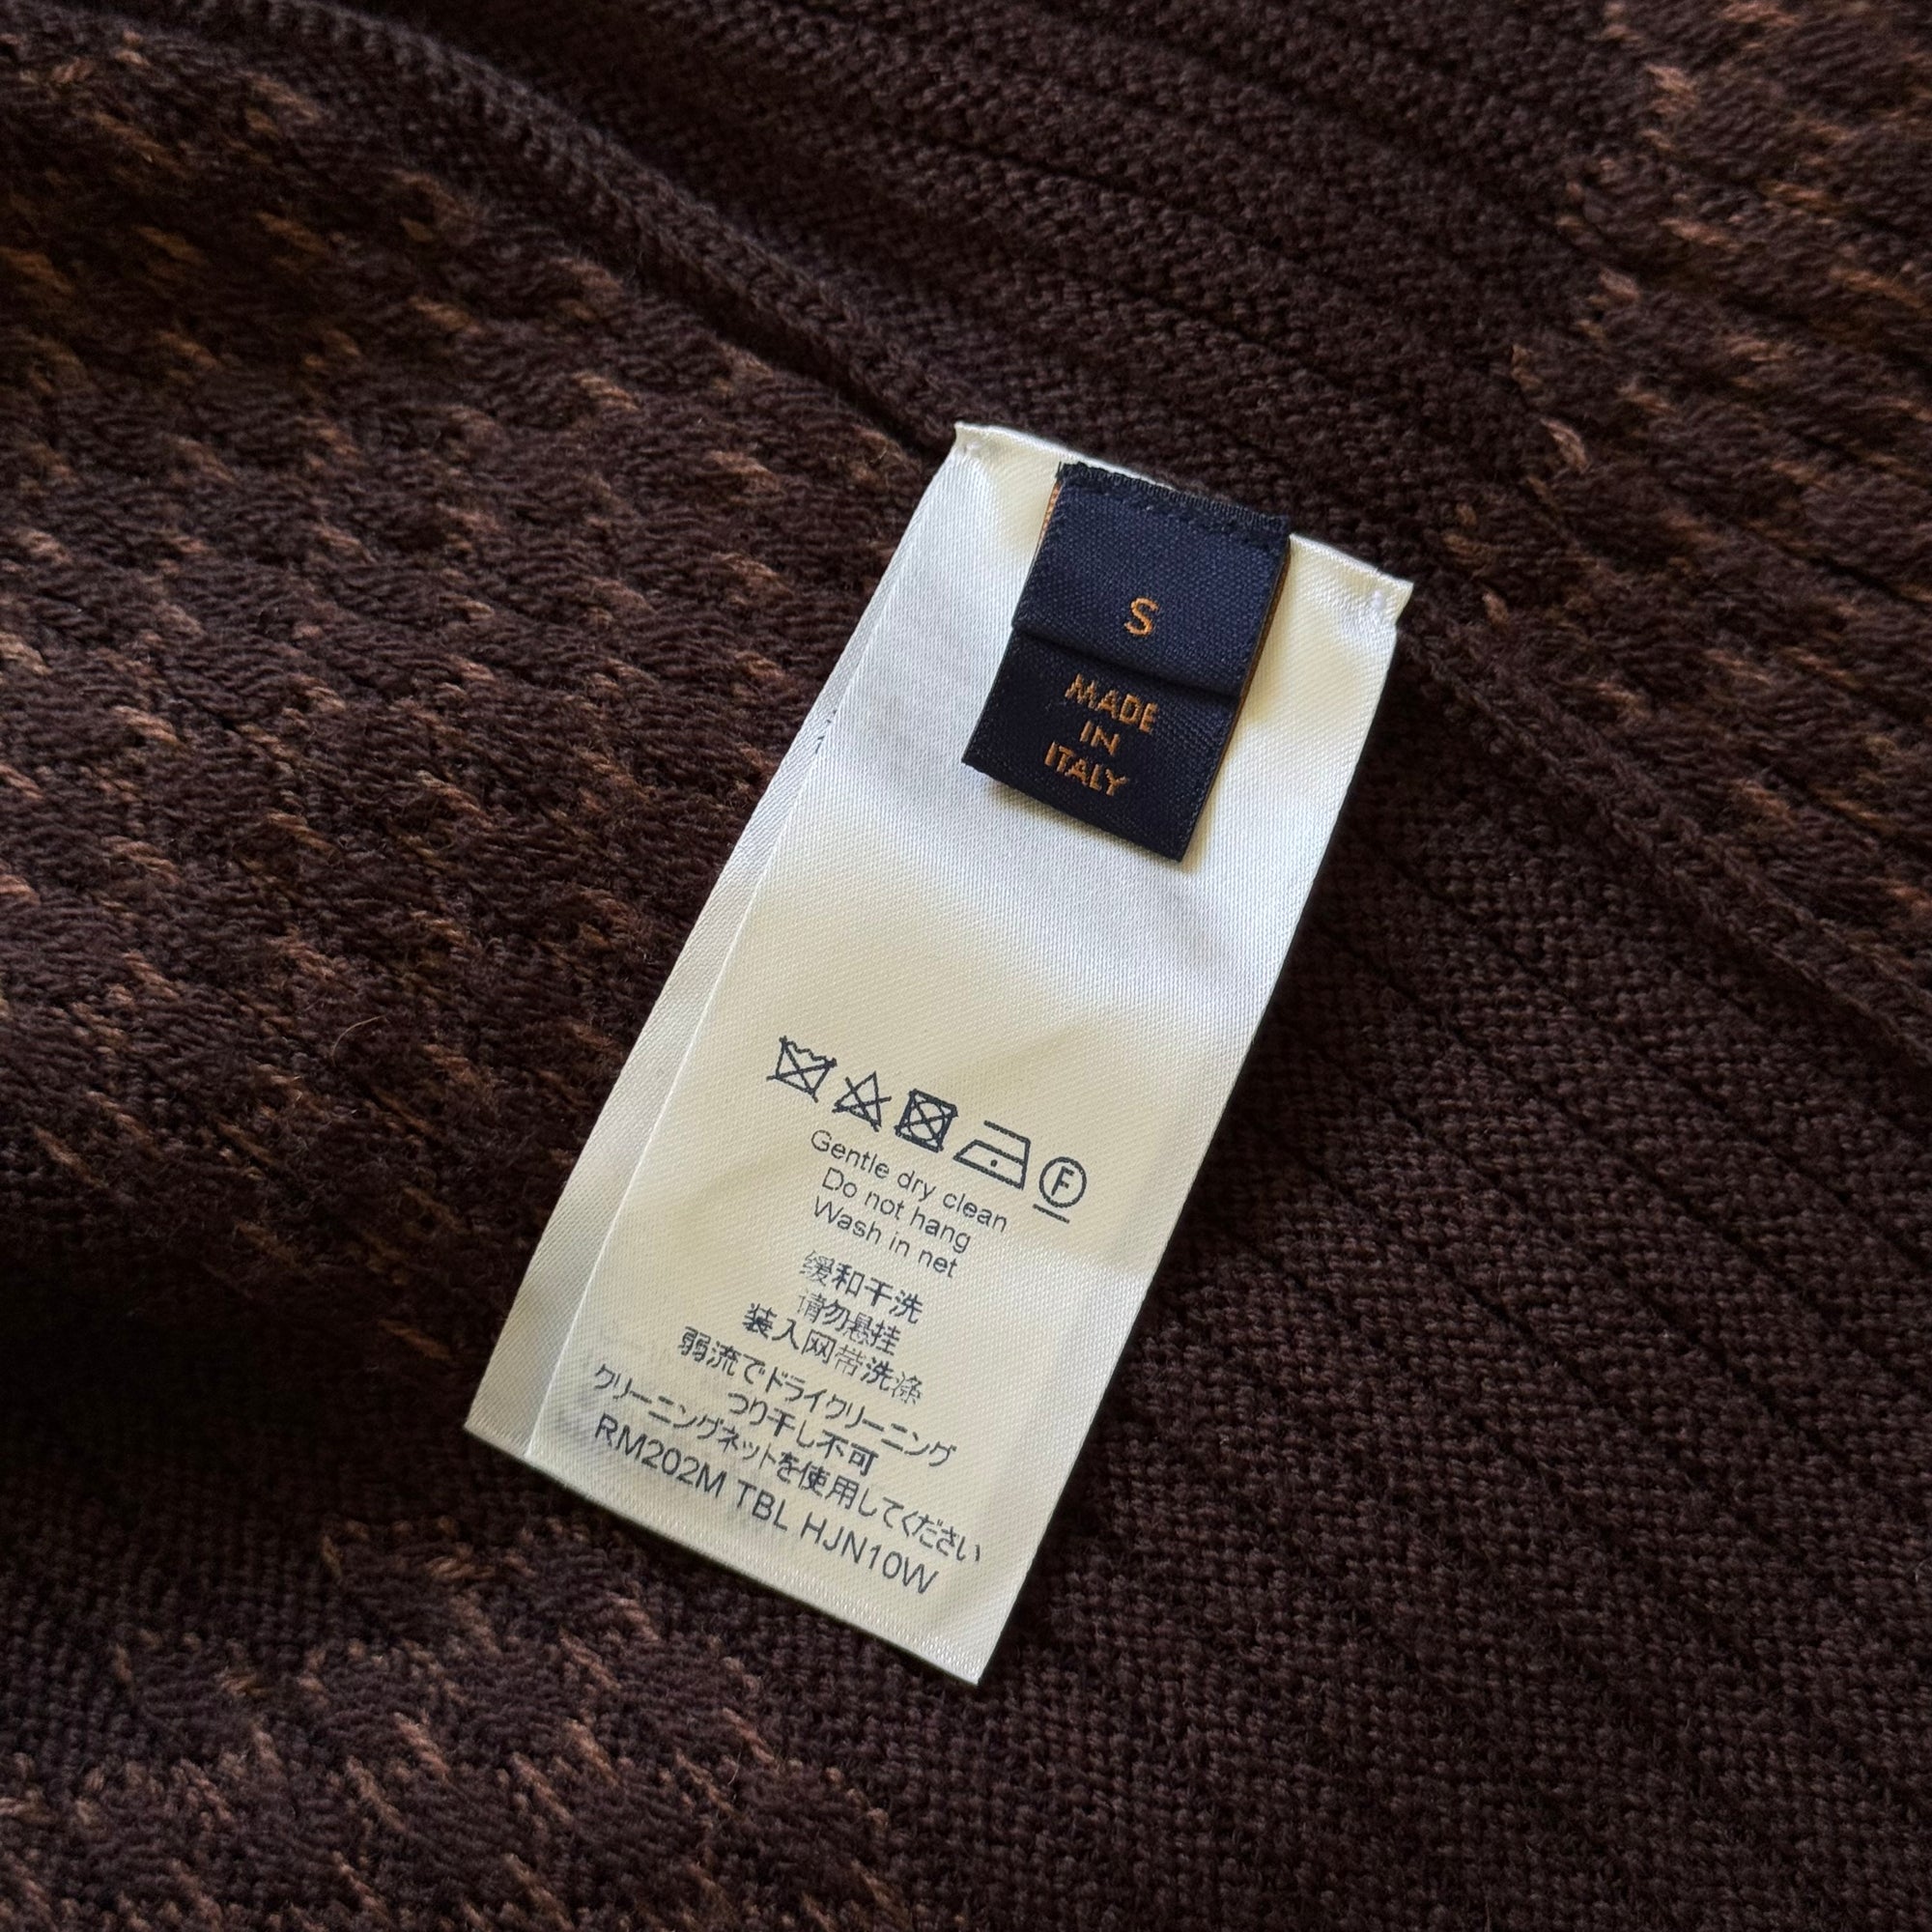 S
MADE
IN
ITALY
F
Gentle dry clean
Do not hang
Wash in net
缓和干洗
请勿悬挂
装入网带洗涤
弱流でドライクリーニング
つり干し不可
クリーニングネットを使用してください
RM202M TBL HJN10W